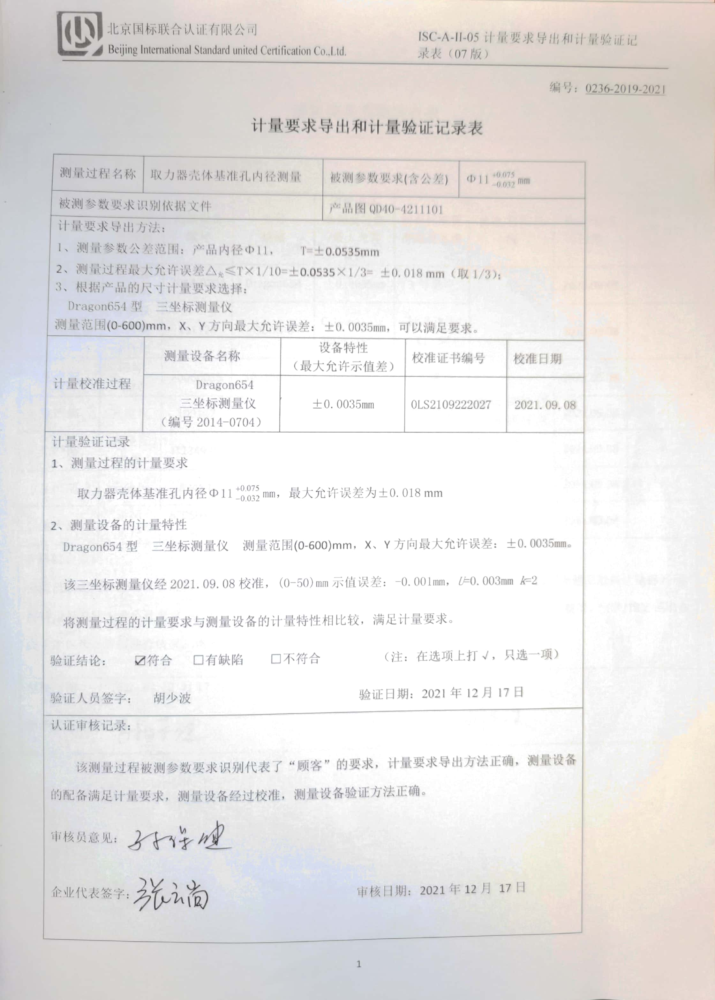 北京国标联合认证有限公司
Beijing International Standard united Certification Co.,Ltd.
ISC-A-II-05 计量要求导出和计量验证记
录表（07 版）
编号：0236-2019-2021
计量要求导出和计量验证记录表
测量过程名称 取力器壳体基准孔内径测量 被测参数要求(含公差) Φ11 +0.075 -0.032 mm
被测参数要求识别依据文件 产品图 QD40-4211101
计量要求导出方法：
1、测量参数公差范围：产品内径Φ11， T=±0.0535mm
2、测量过程最大允许误差△允≤T×1/10=±0.0535×1/3= ±0.018 mm（取 1/3）；
3、根据产品的尺寸计量要求选择：
Dragon654 型 三坐标测量仪
测量范围(0-600)mm，X、Y 方向最大允许误差：±0.0035mm，可以满足要求。
计量校准过程 测量设备名称 设备特性（最大允许示值差） 校准证书编号 校准日期
Dragon654 三坐标测量仪（编号 2014-0704） ±0.0035mm OLS2109222027 2021.09.08
计量验证记录
1、测量过程的计量要求
取力器壳体基准孔内径Φ11 +0.075 -0.032 mm，最大允许误差为±0.018 mm
2、测量设备的计量特性
Dragon654 型 三坐标测量仪 测量范围(0-600)mm，X、Y 方向最大允许误差：±0.0035mm。
该三坐标测量仪经 2021.09.08 校准，(0-50)mm 示值误差：-0.001mm，U=0.003mm k=2
将测量过程的计量要求与测量设备的计量特性相比较，满足计量要求。
验证结论： ☑符合 □有缺陷 □不符合 （注：在选项上打√，只选一项）
验证人员签字： 胡少波 验证日期：2021 年 12 月 17 日
认证审核记录：
该测量过程被测参数要求识别代表了“顾客”的要求，计量要求导出方法正确，测量设备
的配备满足计量要求，测量设备经过校准，测量设备验证方法正确。
审核员意见：孙保健
企业代表签字：张云尚 审核日期：2021 年 12 月 17 日
1